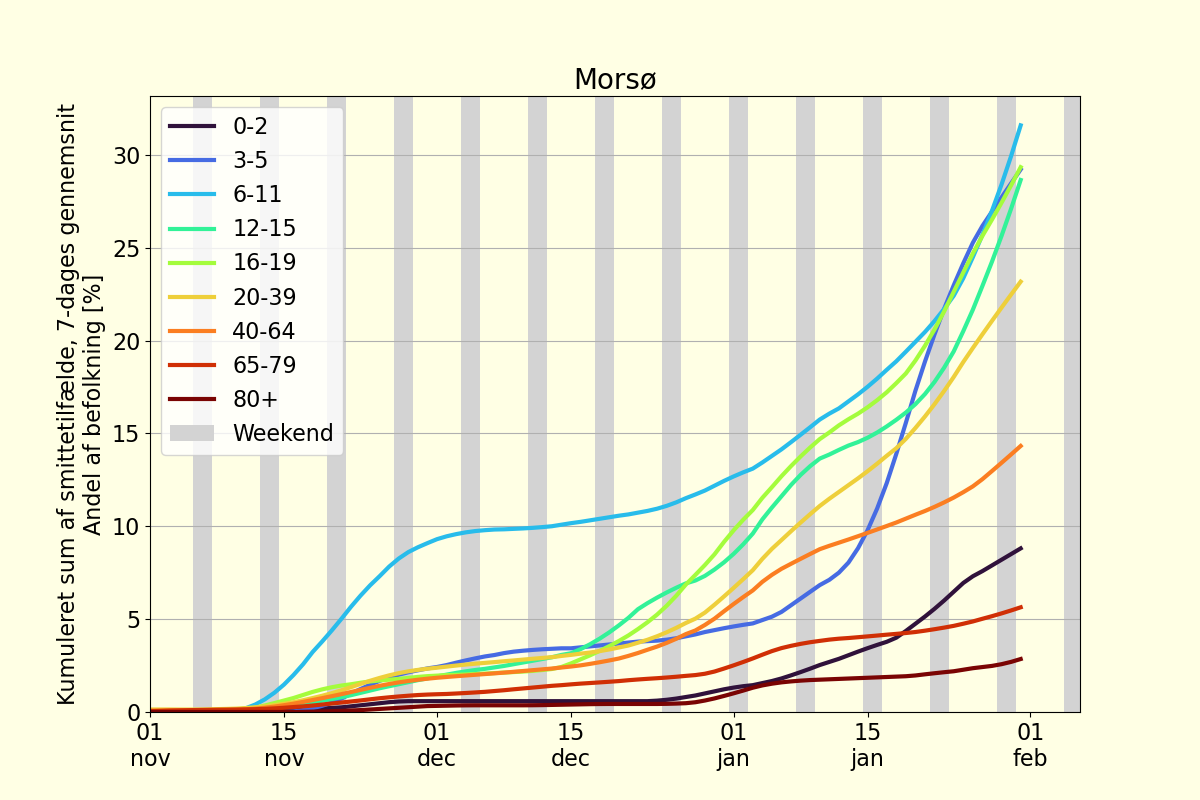 Morsø
Kumuleret sum af smittetilfælde, 7-dages gennemsnit
Andel af befolkning [%]
30
25
20
15
10
5
0
0-2
3-5
6-11
12-15
16-19
20-39
40-64
65-79
80+
Weekend
01
nov
15
nov
01
dec
15
dec
01
jan
15
jan
01
feb